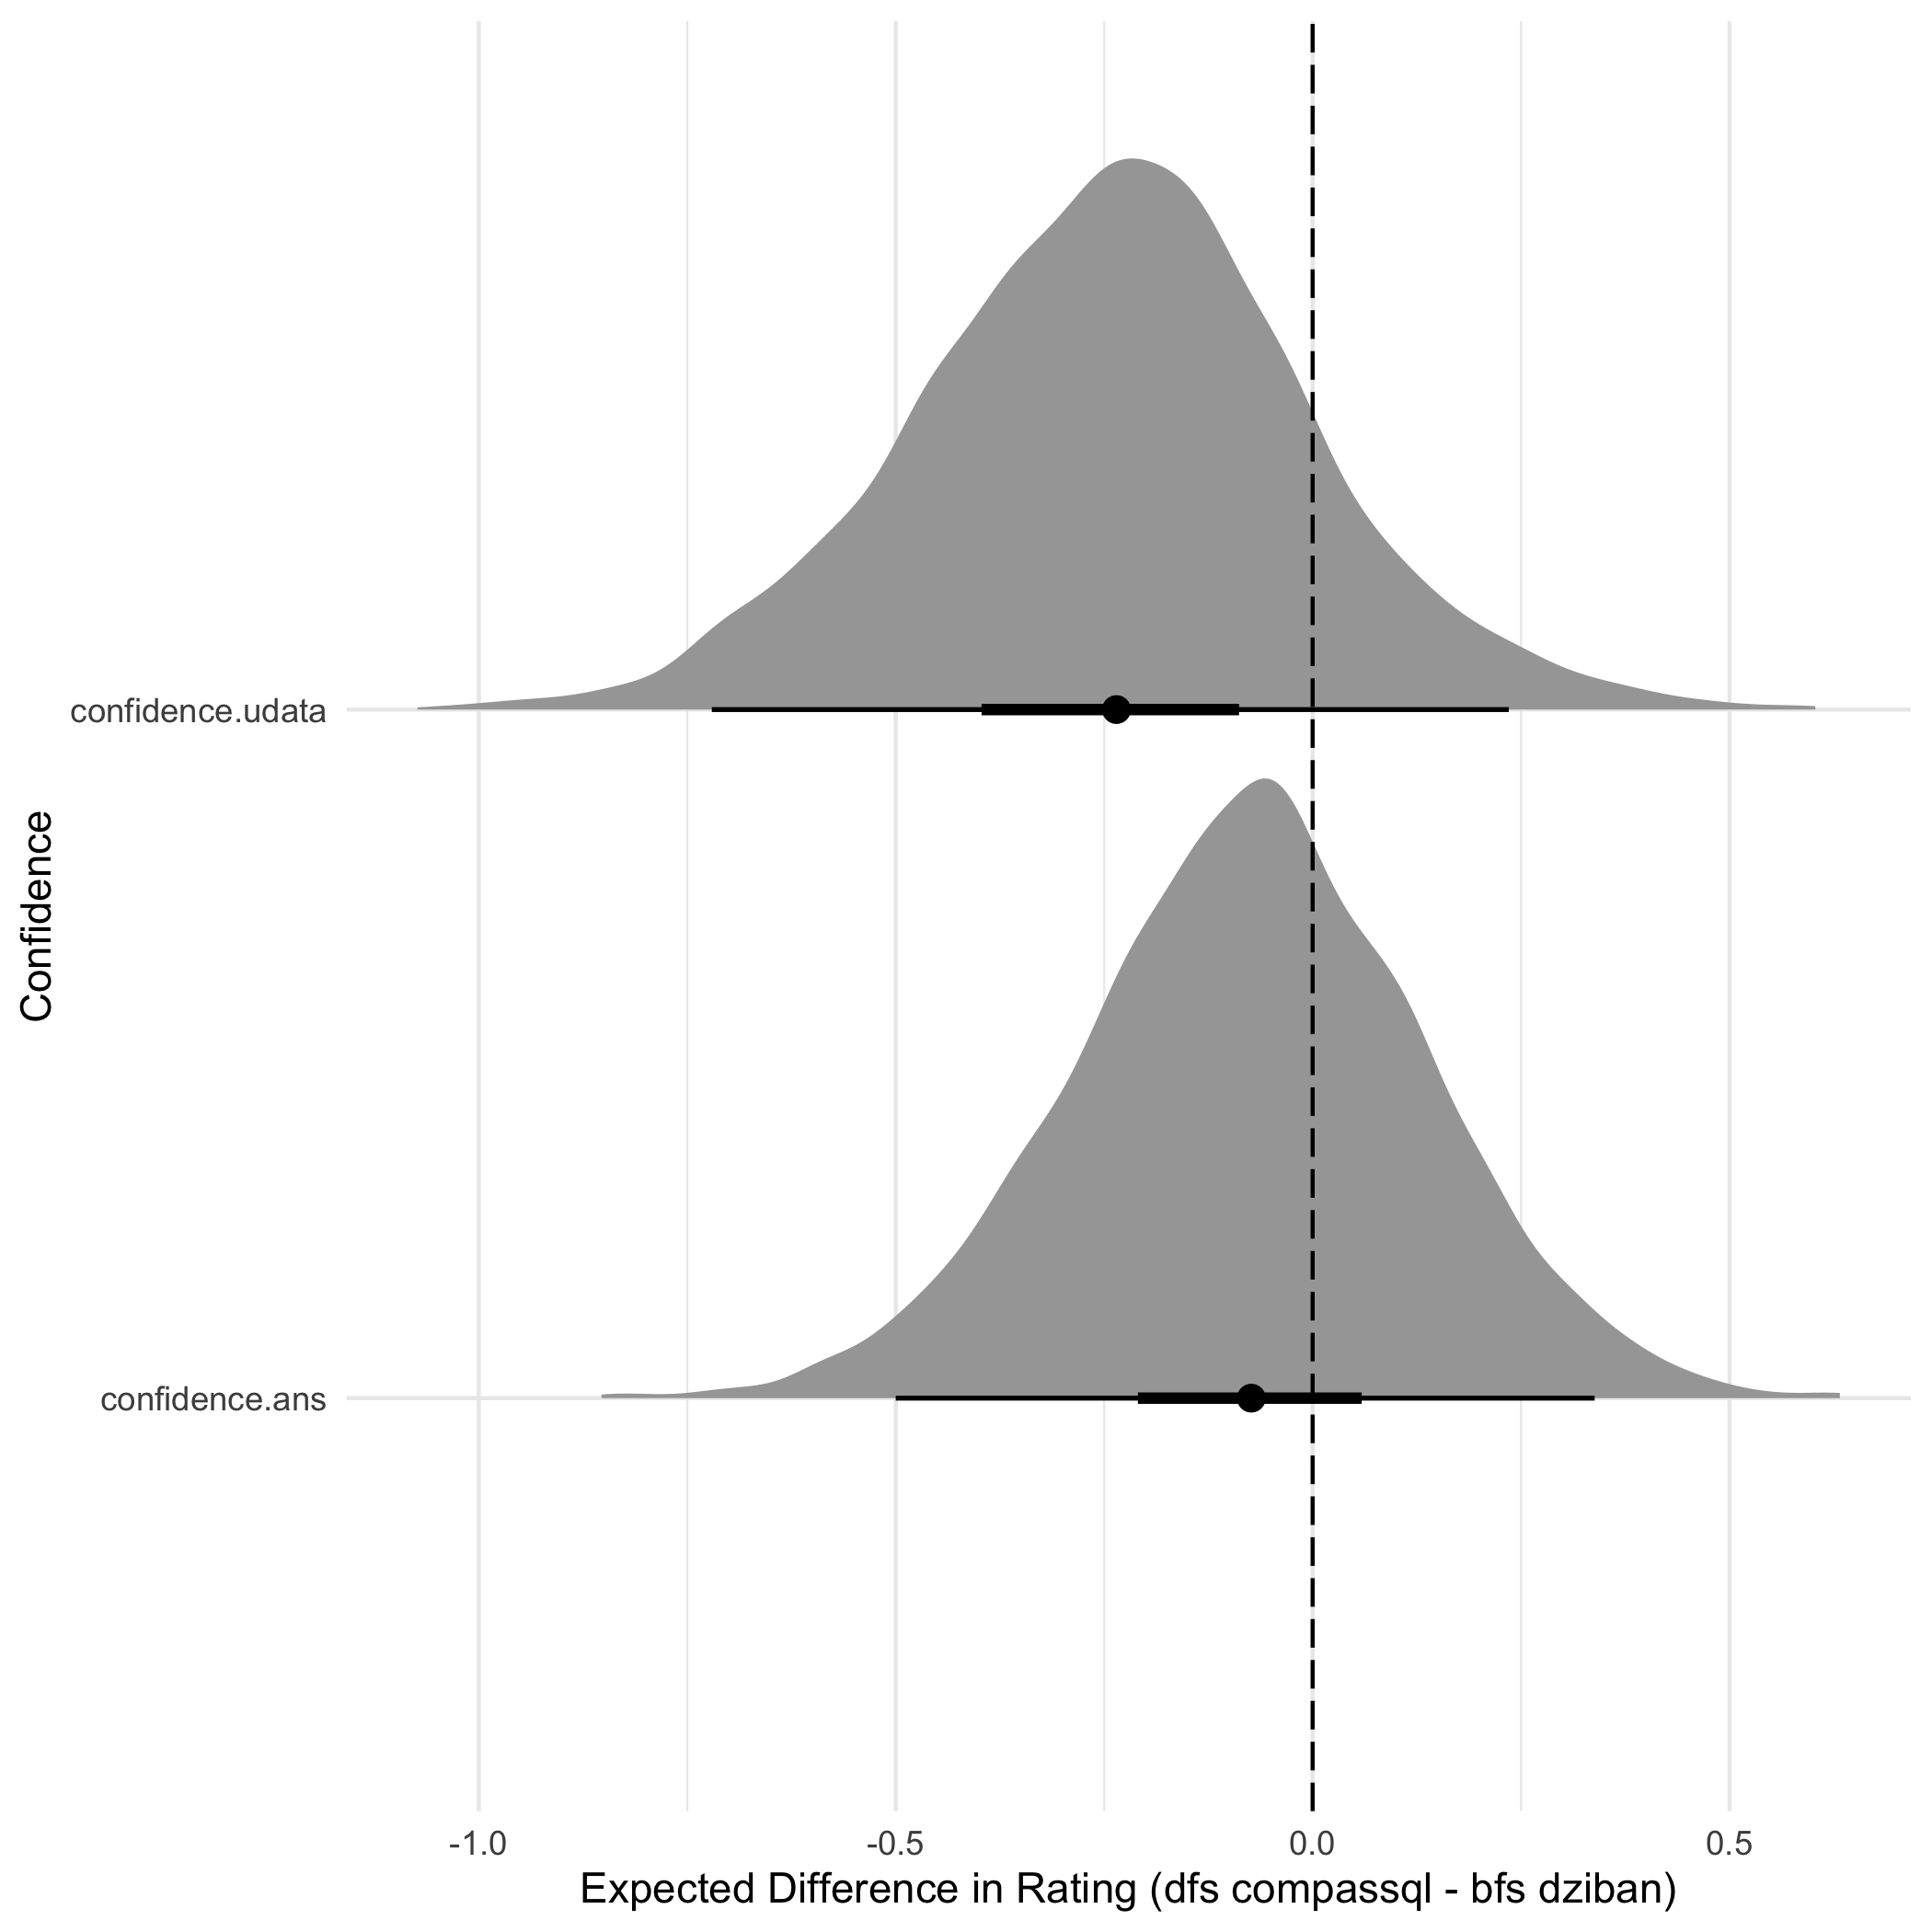 confidence.udata
Confidence
confidence.ans
-1.0 -0.5 0.0 0.5
Expected Difference in Rating (dfs compassql - bfs dziban)